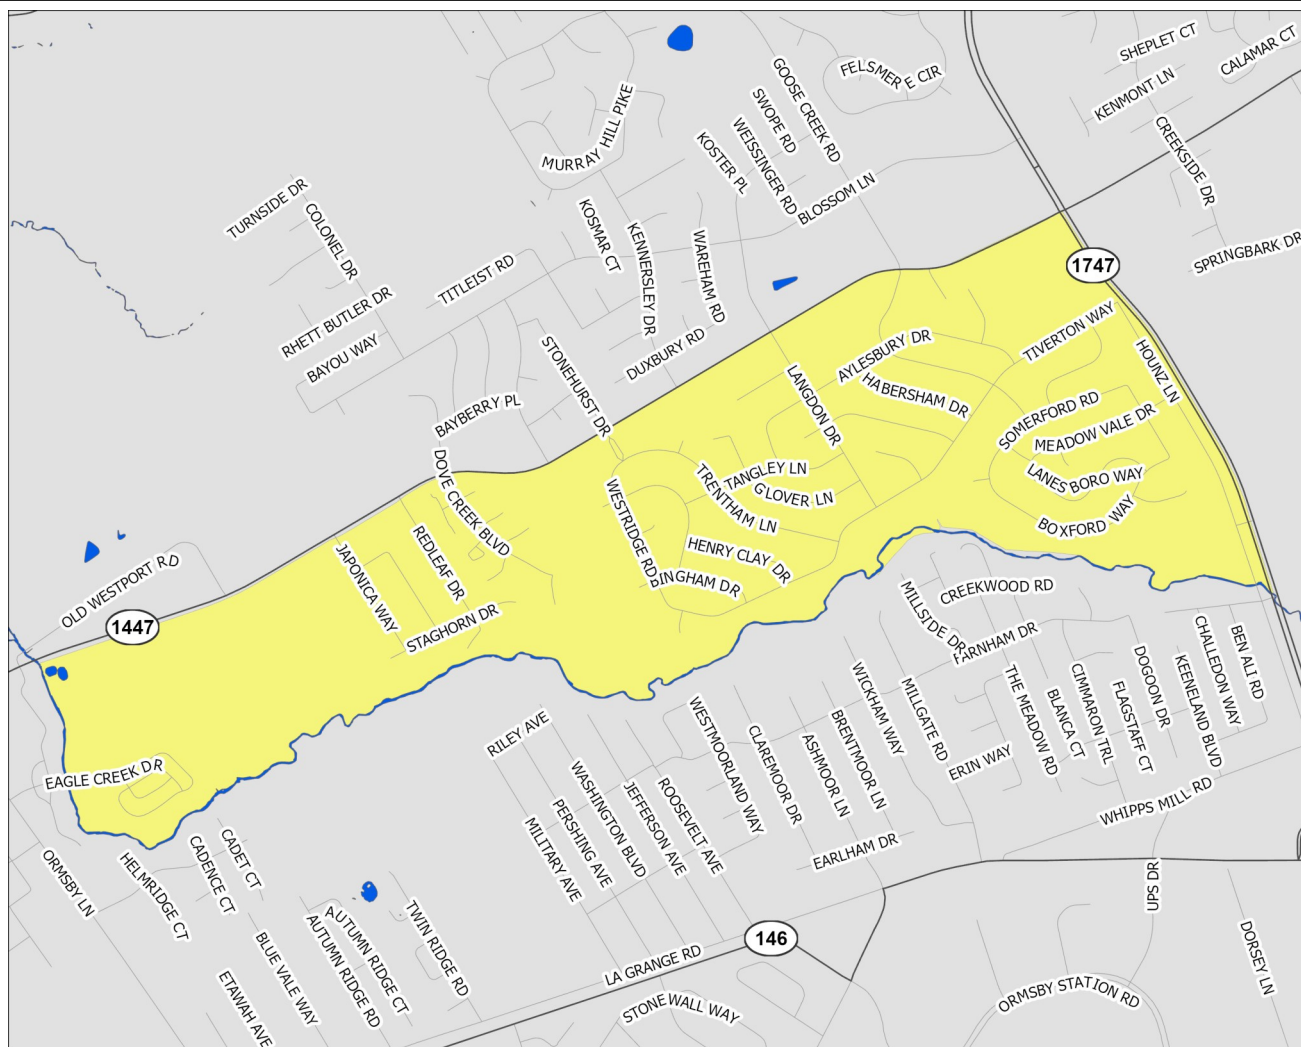 SHEPLET CT
CALAMAR CT
FELSMERE CIR
KENMONT LN
GOOSE CREEK RD
SWOPE RD
WEISSINGER RD
KOSTER PL
MURRAY HILL PIKE
CREEKSIDE DR
BLOSSOM LN
TURNSIDE DR
COLONEL DR
KOSMAR CT
KENNERSLEY DR
WAREHAM RD
SPRINGBARK DR
1747
TITLEIST RD
RHETT BUTLER DR
BAYOU WAY
STONEHURST DR
DUXBURY RD
TIVERTON WAY
HOUNZ LN
AYLESBURY DR
HABERSHAM DR
LANGDON DR
BAYBERRY PL
SOMERFORD RD
MEADOW VALE DR
LANESBORO WAY
BOXFORD WAY
TANGLEY LN
GLOVER LN
TRENTHAM LN
DOVE CREEK BLVD
WESTRIDGE RD
HENRY CLAY DR
BINGHAM DR
REDLEAF DR
JAPONICA WAY
STAGHORN DR
OLD WESTPORT RD
1447
CREEKWOOD RD
MILLSIDE DR
FARNHAM DR
BEN ALI RD
CHALLEDON WAY
KEENELAND BLVD
DOGOON DR
FLAGSTAFF CT
CIMMARON TRL
BLANCA CT
THE MEADOW RD
WICKHAM WAY
MILLGATE RD
ERIN WAY
BRENTMOOR LN
ASHMOOR LN
CLAREMOOR DR
WESTMOORLAND WAY
RILEY AVE
WASHINGTON BLVD
JEFFERSON AVE
ROOSEVELT AVE
PERSHING AVE
MILITARY AVE
EAGLE CREEK DR
WHIPPS MILL RD
EARLHAM DR
ORMSBY LN
HELMRIDGE CT
CADENCE CT
CADET CT
UPS DR
TWIN RIDGE RD
AUTUMN RIDGE CT
AUTUMN RIDGE RD
BLUE VALE WAY
ETAWAH AVE
146
LA GRANGE RD
STONEWALL WAY
ORMSBY STATION RD
DORSEY LN